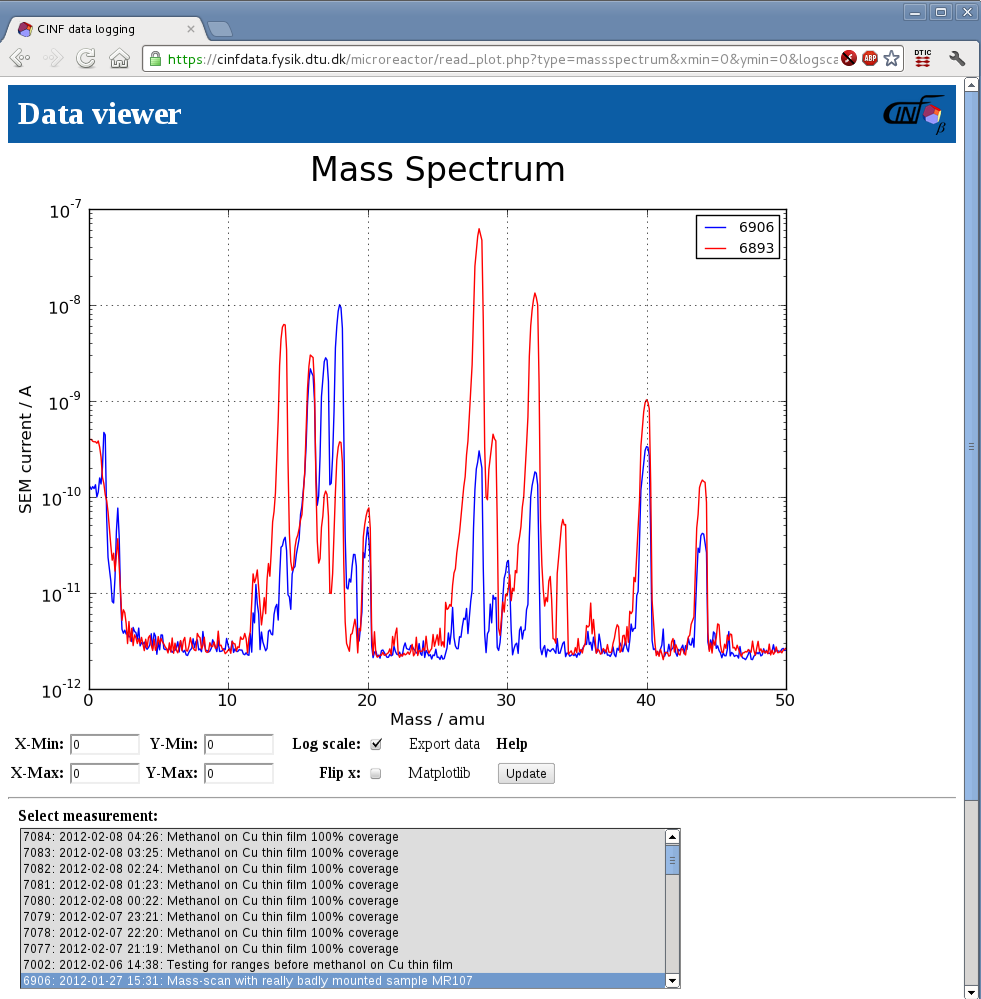 CINF data logging
https://cinfdata.fysik.dtu.dk/microreactor/read_plot.php?type=massspectrum&xmin=0&ymin=0&logsca
ABP
DTIC
Data viewer
CINF β
Mass Spectrum
10-7
6906
6893
10-8
10-9
10-10
10-11
10-12
SEM current / A
0 10 20 30 40 50
Mass / amu
X-Min: 0 Y-Min: 0 Log scale: Export data Help
X-Max: 0 Y-Max: 0 Flip x: Matplotlib Update
Select measurement:
7084: 2012-02-08 04:26: Methanol on Cu thin film 100% coverage
7083: 2012-02-08 03:25: Methanol on Cu thin film 100% coverage
7082: 2012-02-08 02:24: Methanol on Cu thin film 100% coverage
7081: 2012-02-08 01:23: Methanol on Cu thin film 100% coverage
7080: 2012-02-08 00:22: Methanol on Cu thin film 100% coverage
7079: 2012-02-07 23:21: Methanol on Cu thin film 100% coverage
7078: 2012-02-07 22:20: Methanol on Cu thin film 100% coverage
7077: 2012-02-07 21:19: Methanol on Cu thin film 100% coverage
7002: 2012-02-06 14:38: Testing for ranges before methanol on Cu thin film
6906: 2012-01-27 15:31: Mass-scan with really badly mounted sample MR107